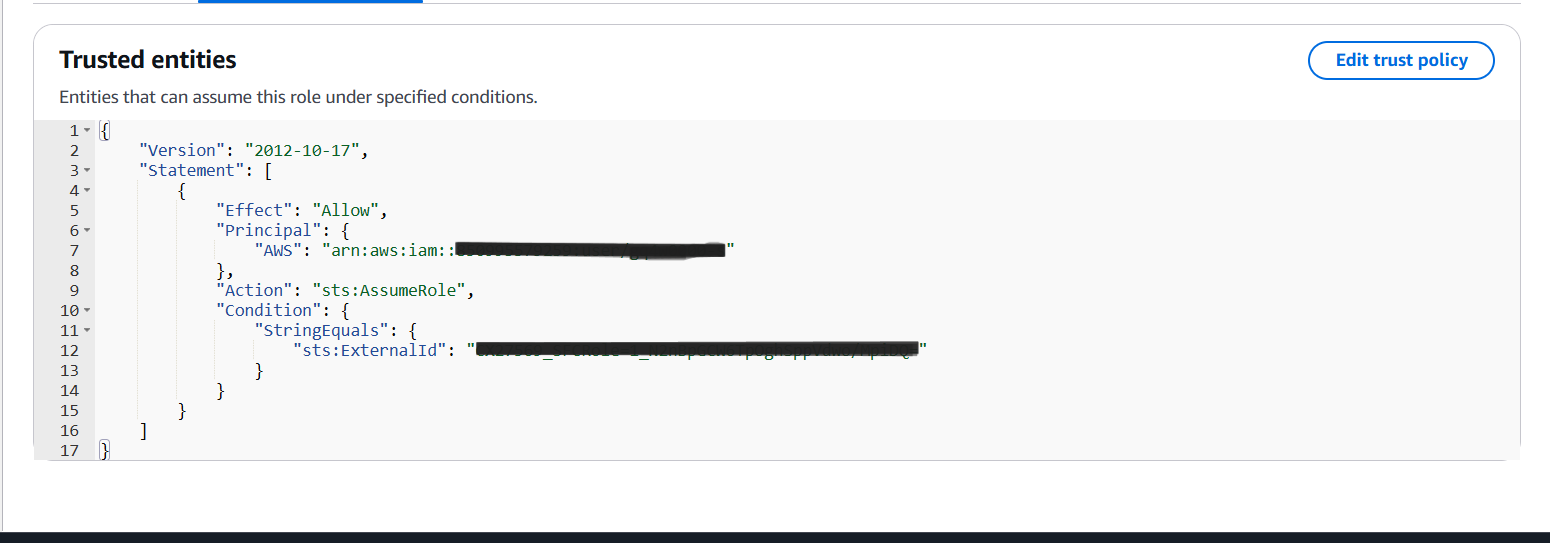 Trusted entities
Edit trust policy
Entities that can assume this role under specified conditions.
1 {
2 "Version": "2012-10-17",
3 "Statement": [
4 {
5 "Effect": "Allow",
6 "Principal": {
7 "AWS": "arn:aws:iam::"
8 },
9 "Action": "sts:AssumeRole",
10 "Condition": {
11 "StringEquals": {
12 "sts:ExternalId": ""
13 }
14 }
15 }
16 ]
17 }